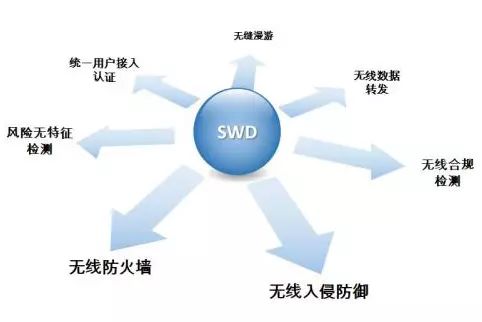 无缝漫游
统一用户接入
认证
无线数据
转发
SWD
风险无特征
检测
无线合规
检测
无线防火墙
无线入侵防御